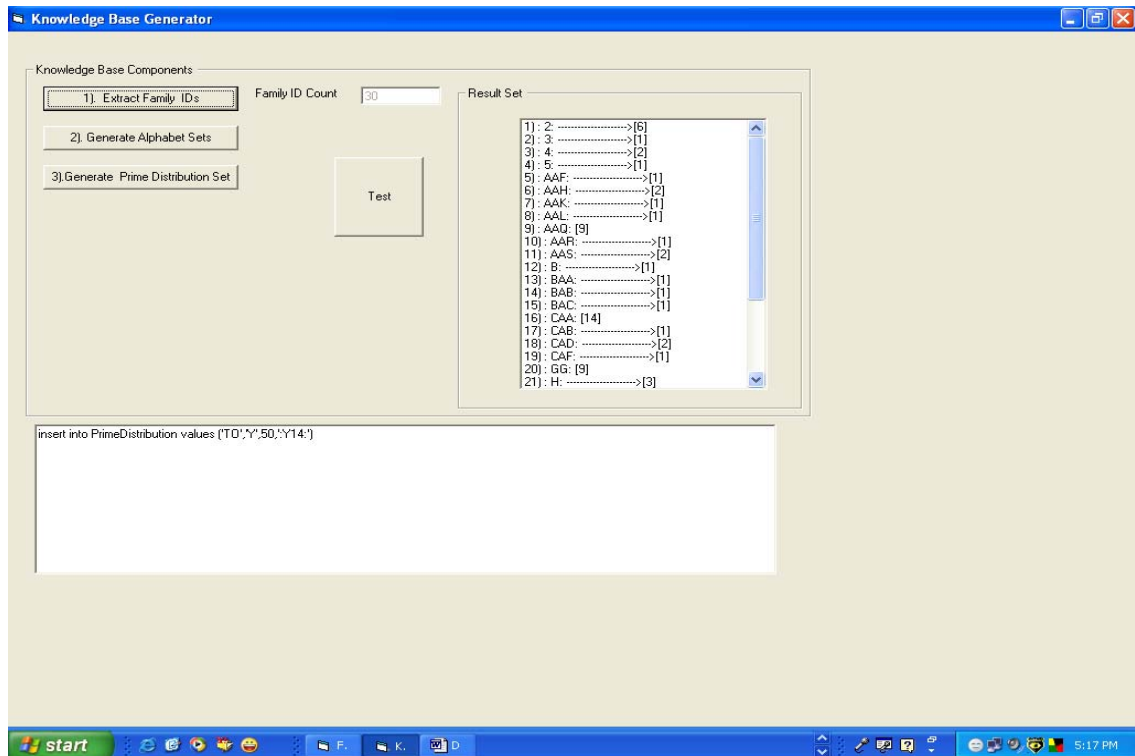 Knowledge Base Generator
Knowledge Base Components
1). Extract Family IDs
Family ID Count
30
Result Set
2). Generate Alphabet Sets
3).Generate Prime Distribution Set
Test
1) : 2: -------------------->[6]
2) : 3: -------------------->[1]
3) : 4: -------------------->[2]
4) : 5: -------------------->[1]
5) : AAF: -------------------->[1]
6) : AAH: -------------------->[2]
7) : AAK: -------------------->[1]
8) : AAL: -------------------->[1]
9) : AAQ: [9]
10) : AAR: -------------------->[1]
11) : AAS: -------------------->[2]
12) : B: -------------------->[1]
13) : BAA: -------------------->[1]
14) : BAB: -------------------->[1]
15) : BAC: -------------------->[1]
16) : CAA: [14]
17) : CAB: -------------------->[1]
18) : CAD: -------------------->[2]
19) : CAF: -------------------->[1]
20) : GG: [9]
21) : H: -------------------->[3]
insert into PrimeDistribution values ('TO','Y',50,':Y14:')
start
F.
K.
D
5:17 PM